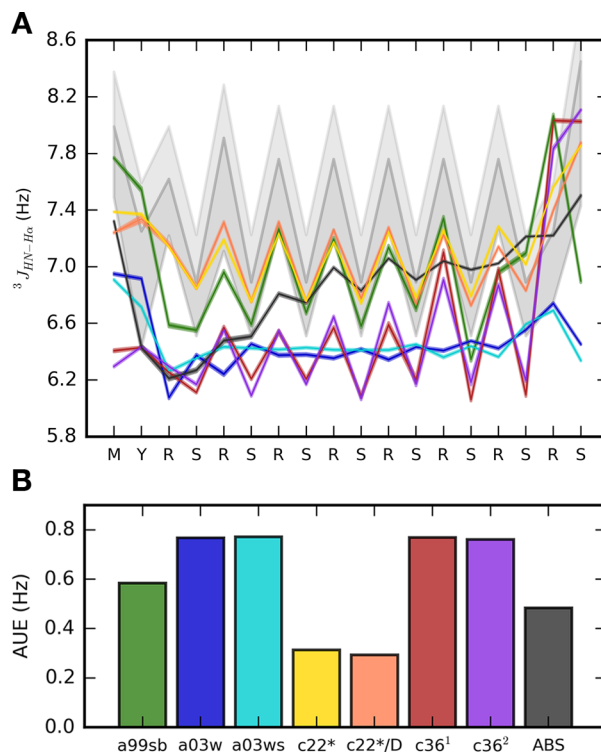 A
8.6
8.2
7.8
7.4
7.0
6.6
6.2
5.8
³ J_HN−Hα (Hz)
M Y R S R S R S R S R S R S R S R S
B
0.8
0.6
0.4
0.2
0.0
AUE (Hz)
a99sb a03w a03ws c22* c22*/D c36¹ c36² ABS